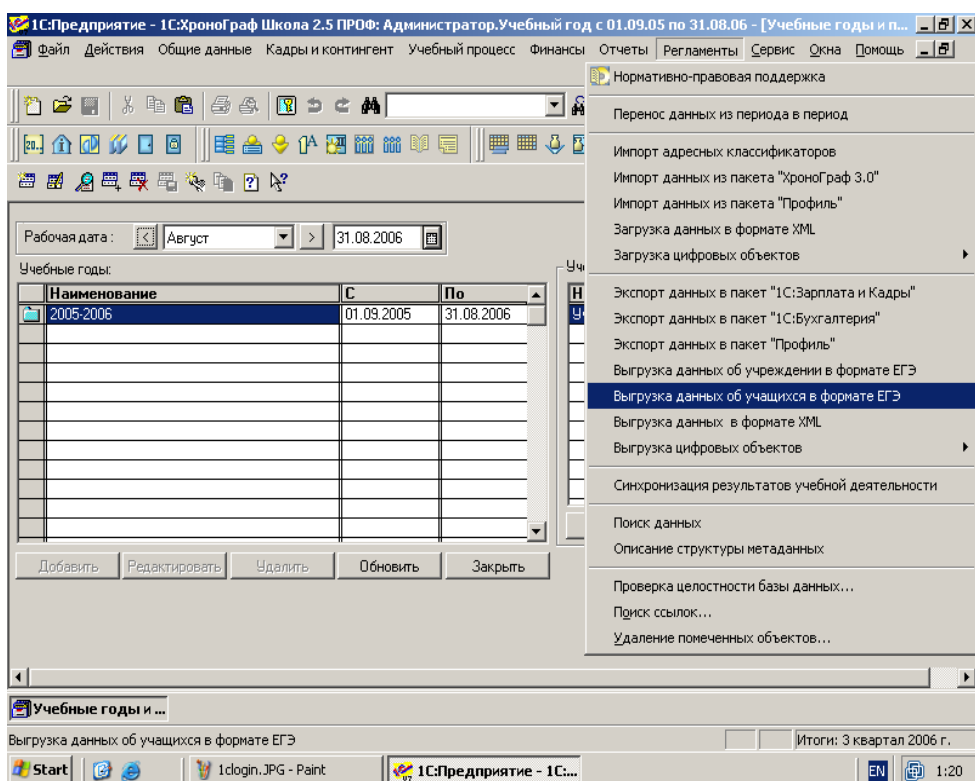 1С:Предприятие - 1С:ХроноГраф Школа 2.5 ПРОФ: Администратор.Учебный год с 01.09.05 по 31.08.06 - [Учебные годы и п...
Файл Действия Общие данные Кадры и контингент Учебный процесс Финансы Отчеты Регламенты Сервис Окна Помощь
Нормативно-правовая поддержка
Перенос данных из периода в период
Импорт адресных классификаторов
Импорт данных из пакета "ХроноГраф 3.0"
Импорт данных из пакета "Профиль"
Загрузка данных в формате XML
Загрузка цифровых объектов
Экспорт данных в пакет "1С:Зарплата и Кадры"
Экспорт данных в пакет "1С:Бухгалтерия"
Экспорт данных в пакет "Профиль"
Выгрузка данных об учреждении в формате ЕГЭ
Выгрузка данных об учащихся в формате ЕГЭ
Выгрузка данных в формате XML
Выгрузка цифровых объектов
Синхронизация результатов учебной деятельности
Поиск данных
Описание структуры метаданных
Проверка целостности базы данных...
Поиск ссылок...
Удаление помеченных объектов...
Рабочая дата : < Август > 31.08.2006
Учебные годы:
Наименование С По
2005-2006 01.09.2005 31.08.2006
Добавить Редактировать Удалить Обновить Закрыть
Учебные годы и ...
Выгрузка данных об учащихся в формате ЕГЭ Итоги: 3 квартал 2006 г.
Start 1clogin.JPG - Paint 1С:Предприятие - 1С:... EN 1:20